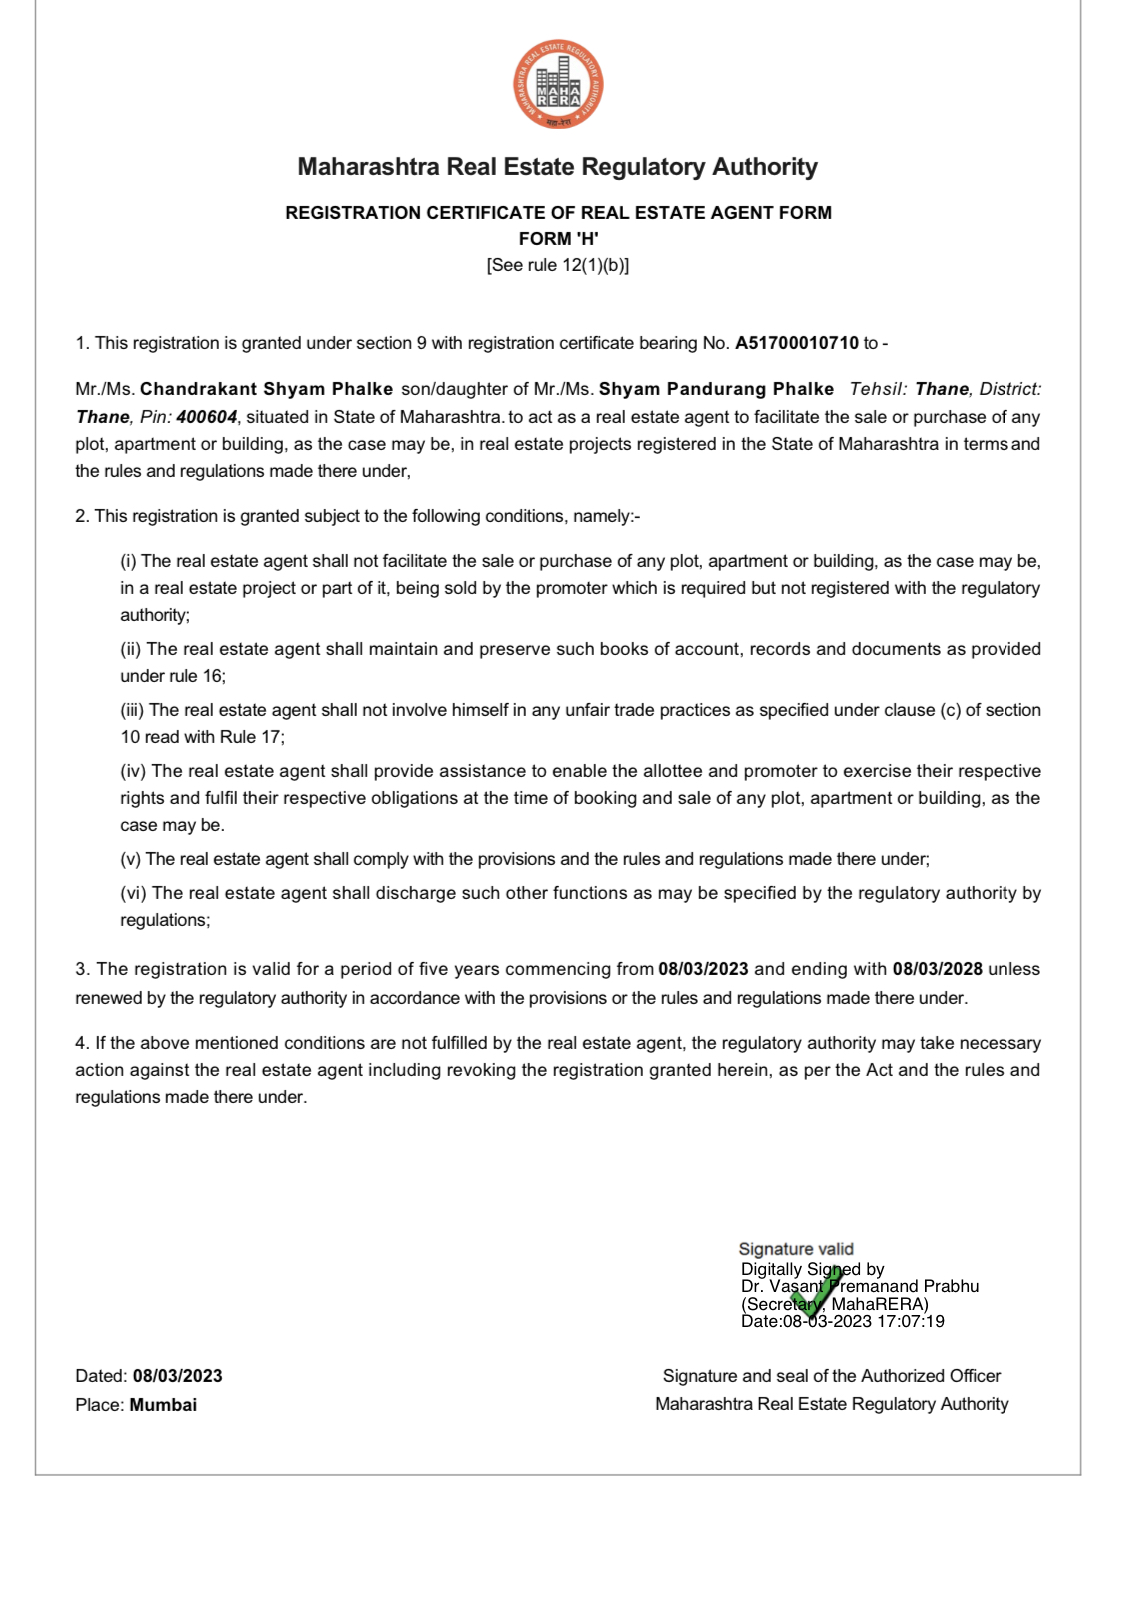 MAHARASHTRA REAL ESTATE REGULATORY AUTHORITY
MAHA
RERA
महा-रेरा
Maharashtra Real Estate Regulatory Authority
REGISTRATION CERTIFICATE OF REAL ESTATE AGENT FORM
FORM 'H'
[See rule 12(1)(b)]
1. This registration is granted under section 9 with registration certificate bearing No. A51700010710 to -
Mr./Ms. Chandrakant Shyam Phalke son/daughter of Mr./Ms. Shyam Pandurang Phalke Tehsil: Thane, District:
Thane, Pin: 400604, situated in State of Maharashtra. to act as a real estate agent to facilitate the sale or purchase of any
plot, apartment or building, as the case may be, in real estate projects registered in the State of Maharashtra in terms and
the rules and regulations made there under,
2. This registration is granted subject to the following conditions, namely:-
(i) The real estate agent shall not facilitate the sale or purchase of any plot, apartment or building, as the case may be,
in a real estate project or part of it, being sold by the promoter which is required but not registered with the regulatory
authority;
(ii) The real estate agent shall maintain and preserve such books of account, records and documents as provided
under rule 16;
(iii) The real estate agent shall not involve himself in any unfair trade practices as specified under clause (c) of section
10 read with Rule 17;
(iv) The real estate agent shall provide assistance to enable the allottee and promoter to exercise their respective
rights and fulfil their respective obligations at the time of booking and sale of any plot, apartment or building, as the
case may be.
(v) The real estate agent shall comply with the provisions and the rules and regulations made there under;
(vi) The real estate agent shall discharge such other functions as may be specified by the regulatory authority by
regulations;
3. The registration is valid for a period of five years commencing from 08/03/2023 and ending with 08/03/2028 unless
renewed by the regulatory authority in accordance with the provisions or the rules and regulations made there under.
4. If the above mentioned conditions are not fulfilled by the real estate agent, the regulatory authority may take necessary
action against the real estate agent including revoking the registration granted herein, as per the Act and the rules and
regulations made there under.
Signature valid
Digitally Signed by
Dr. Vasant Premanand Prabhu
(Secretary, MahaRERA)
Date:08-03-2023 17:07:19
Dated: 08/03/2023
Signature and seal of the Authorized Officer
Place: Mumbai
Maharashtra Real Estate Regulatory Authority